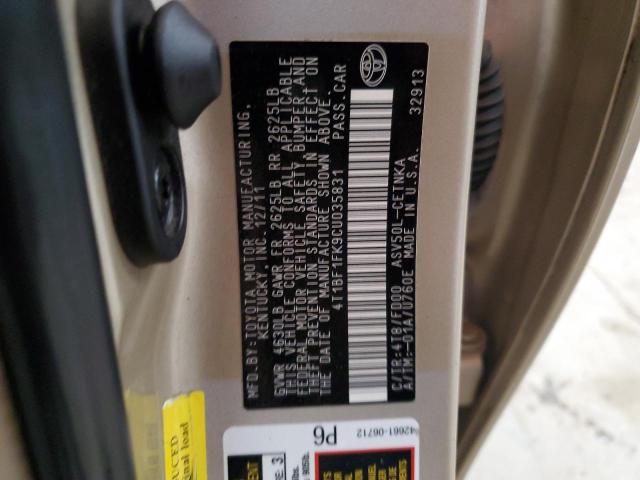 MFD.BY-TOYOTA MOTOR MANUFACTURING,
KENTUCKY, INC. 12/11
GVWR 4630LB GAWR FR 2625LB RR 2625LB
THIS VEHICLE CONFORMS TO ALL APPLICABLE
FEDERAL MOTOR VEHICLE SAFETY, BUMPER, AND
THEFT PREVENTION STANDARDS IN EFFECT ON
THE DATE OF MANUFACTURE SHOWN ABOVE.
4T1BF1FK9CU035831 PASS.CAR
C/TR:4T8/FD00 ASV50L-CETNKA
A/TM:-01A/U760E MADE IN U.S.A.
32913
P6
42661-06712
UCED
nal load